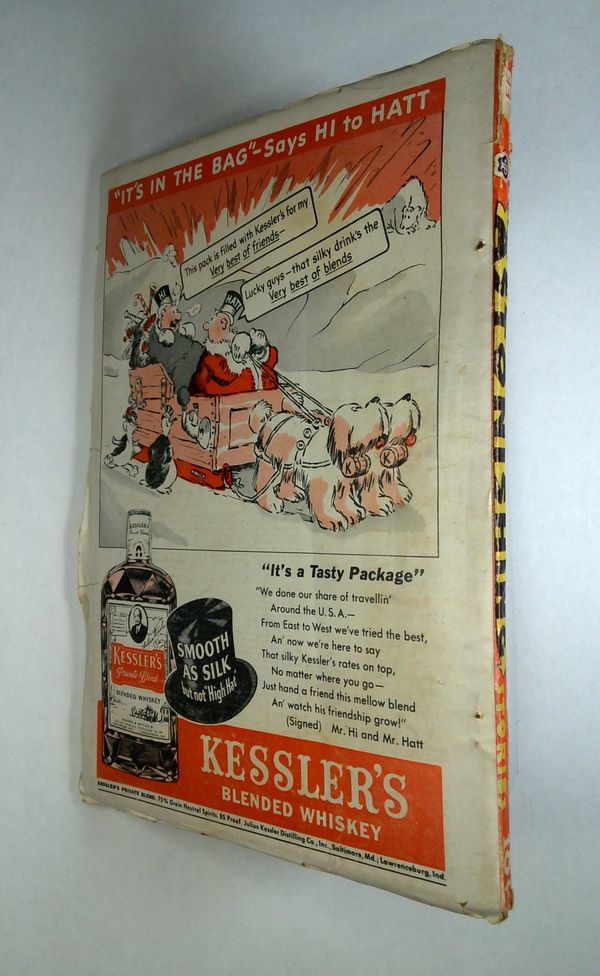 "IT'S IN THE BAG"-Says HI to HATT
This pack is filled with Kessler's for my
Very best of friends—
Lucky guys—that silky drink's the
Very best of blends
HI
HATT
"It's a Tasty Package"
"We done our share of travellin'
Around the U.S.A.—
From East to West we've tried the best,
An' now we're here to say
That silky Kessler's rates on top,
No matter where you go—
Just hand a friend this mellow blend
An' watch his friendship grow!"
(Signed) Mr. Hi and Mr. Hatt
KESSLER'S
KESSLER'S
Private Blend
BLENDED WHISKEY
SMOOTH
AS SILK
but not "High Hat"
KESSLER'S
BLENDED WHISKEY
KESSLER'S PRIVATE BLEND. 75% Grain Neutral Spirits. 85 Proof. Julius Kessler Distilling Co., Inc., Baltimore, Md.; Lawrenceburg, Ind.
ASTONISHING